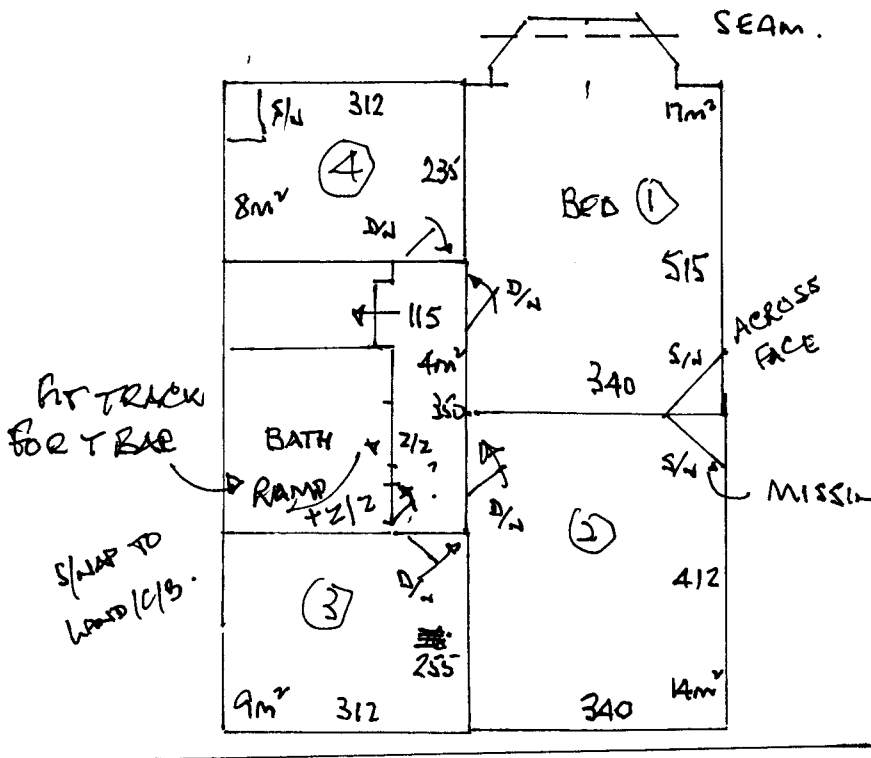 SEAM.
S/N
312
17m²
4
235
8m²
BED 1
D/N
515
D/N
115
ACROSS
FACE
4m²
S/N
340
FIT TRACK
FOR T BAR
350
BATH
2/2
?
S/N
RAMP
+2/2
MISSIN
D/N
2
S/NAP TO
D/N
3
412
255
9m²
312
340
14m²